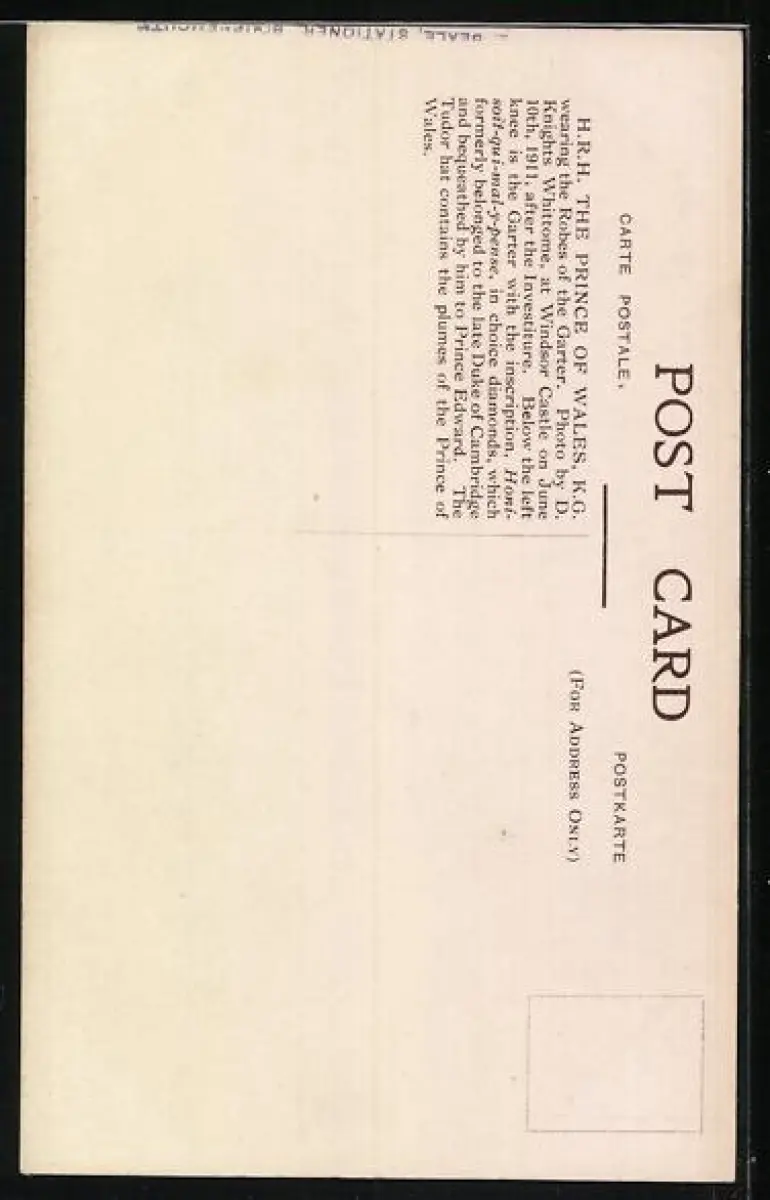 POST CARD
CARTE POSTALE,
POSTKARTE
(FOR ADDRESS ONLY)
H.R.H. THE PRINCE OF WALES, K.G.
wearing the Robes of the Garter. Photo by D.
Knights Whittome, at Windsor Castle on June
10th, 1911, after the Investiture. Below the left
knee is the Garter with the inscription, Honi-
soit-qui-mal-y-pense, in choice diamonds, which
formerly belonged to the late Duke of Cambridge
and bequeathed by him to Prince Edward. The
Tudor hat contains the plumes of the Prince of
Wales.
BEALE, STATIONER, BOURNEMOUTH